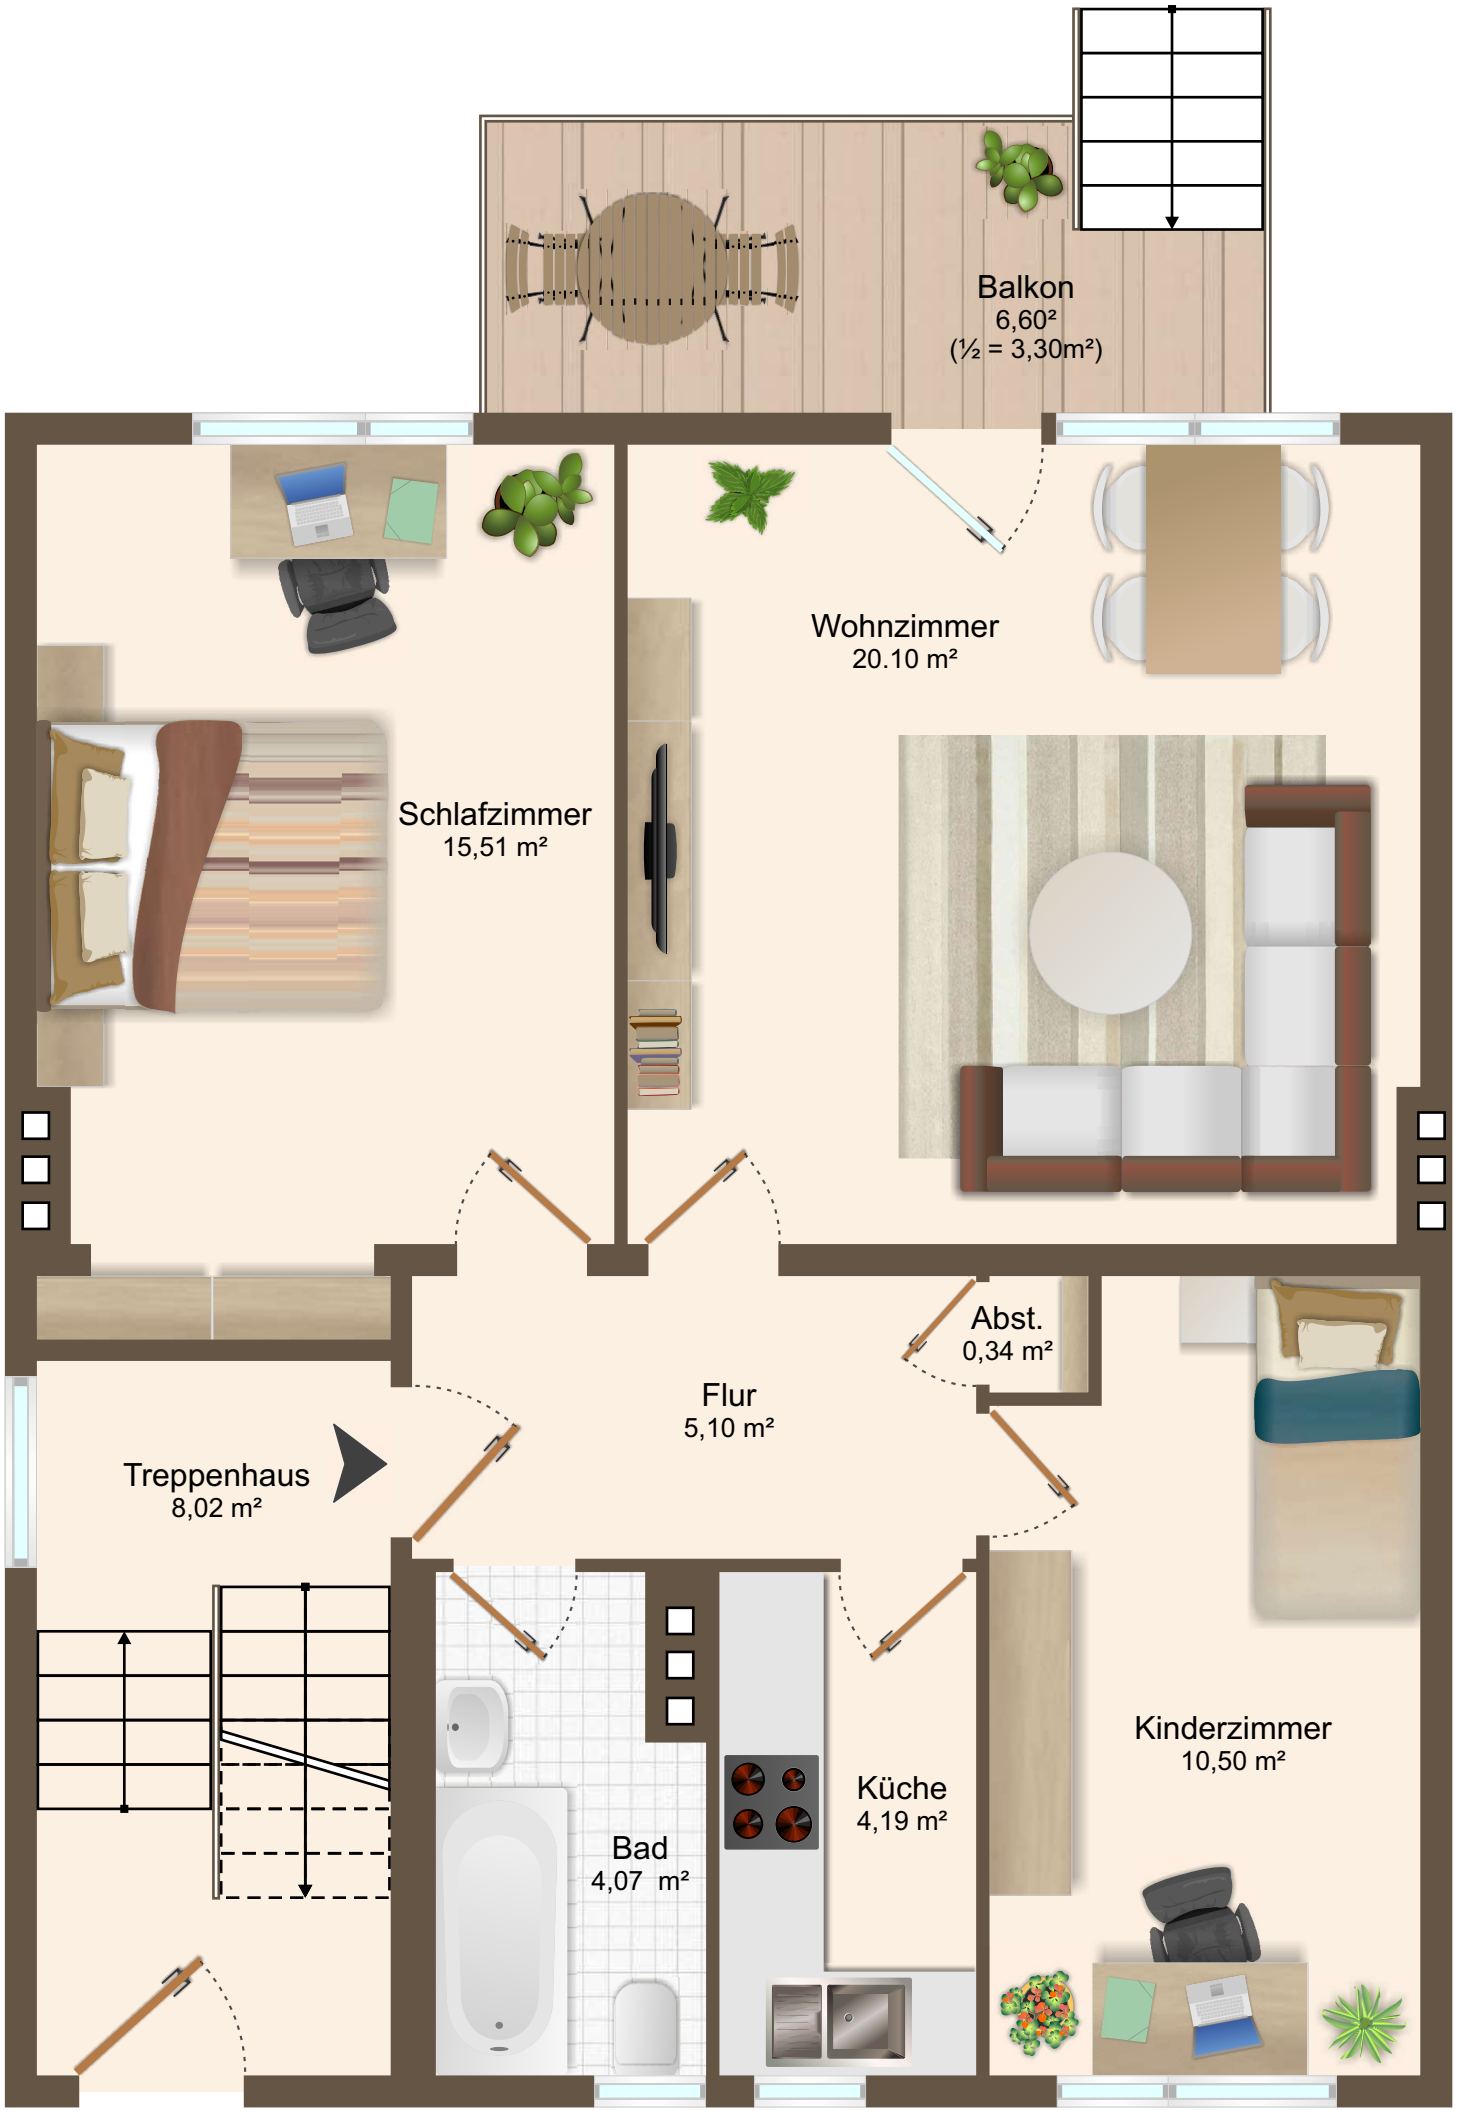 Balkon
6,60²
(½ = 3,30m²)
Wohnzimmer
20.10 m²
Schlafzimmer
15,51 m²
Abst.
0,34 m²
Flur
5,10 m²
Treppenhaus
8,02 m²
Kinderzimmer
10,50 m²
Küche
4,19 m²
Bad
4,07  m²